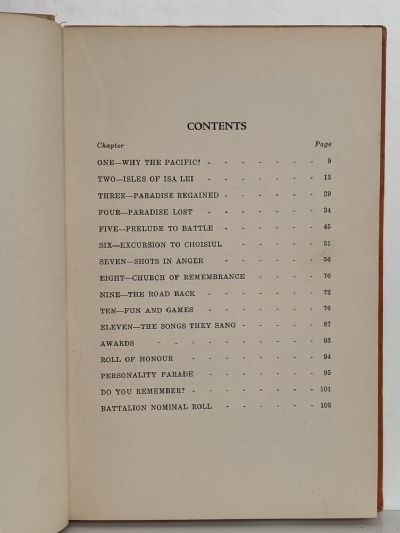 CONTENTS
Chapter Page
ONE—WHY THE PACIFIC? - - - - - - - 9
TWO—ISLES OF ISA LEI - - - - - - - 13
THREE—PARADISE REGAINED - - - - - - 29
FOUR—PARADISE LOST - - - - - - - 34
FIVE—PRELUDE TO BATTLE - - - - - - 45
SIX—EXCURSION TO CHOISIUL - - - - - - 51
SEVEN—SHOTS IN ANGER - - - - - - 56
EIGHT—CHURCH OF REMEMBRANCE - - - - 70
NINE—THE ROAD BACK - - - - - - - 72
TEN—FUN AND GAMES - - - - - - - 76
ELEVEN—THE SONGS THEY SANG - - - - - 87
AWARDS - - - - - - - - - 93
ROLL OF HONOUR - - - - - - - - 94
PERSONALITY PARADE - - - - - - - 95
DO YOU REMEMBER? - - - - - - - - 101
BATTALION NOMINAL ROLL - - - - - - 105